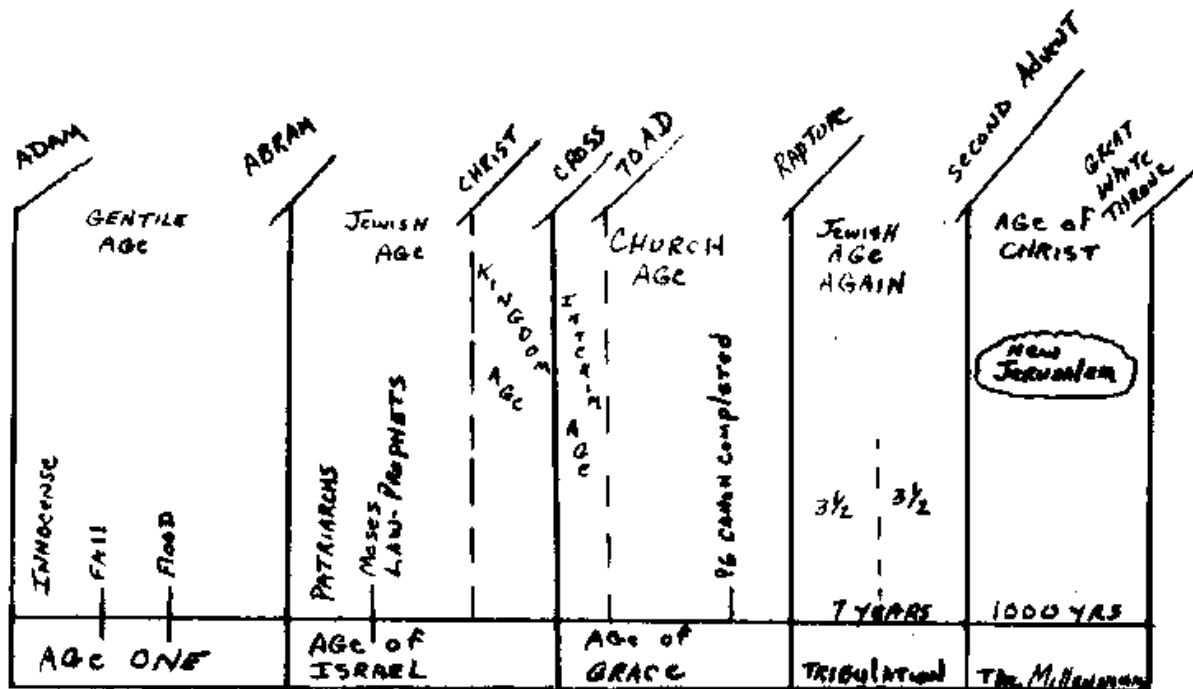 ADAM
ABRAM
CHRIST
CROSS
70 A.D
RAPTURE
SECOND AdvENT
GREAT
WHITE
THRONE
GENTILE
AGE
JEWISH
AGE
KINGDOM
AGE
INTERIM
AGE
CHURCH
AGE
JEWISH
AGE
AGAIN
AGE of
CHRIST
NEW
JERUSALEM
INNOCENSE
FAll
FlooD
PATRIARCHS
Moses
LAW-PROPHETS
96 CANON Completed
3½
3½
7 YEARS
1000 YRS
AGE ONE
AGE of
ISRAEL
AGE of
GRACE
TRIBULATION
The Millennium